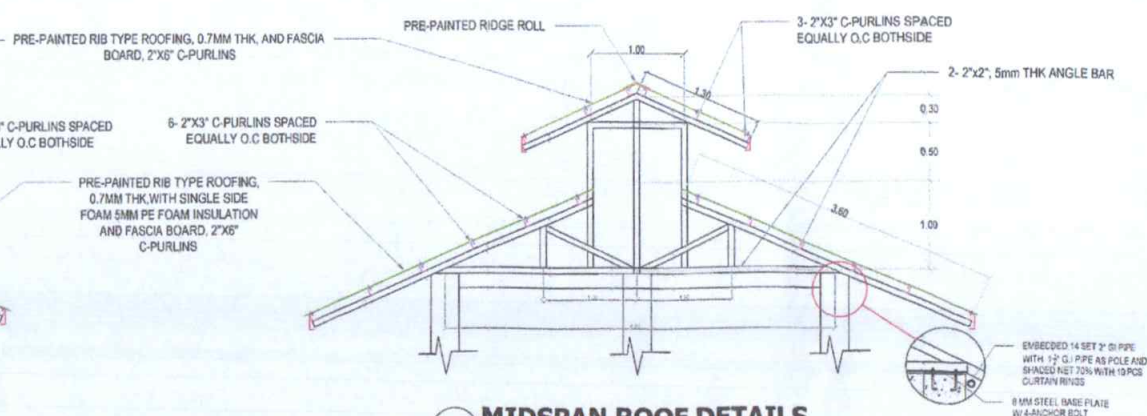 PRE-PAINTED RIDGE ROLL
3- 2"X3" C-PURLINS SPACED
EQUALLY O.C BOTHSIDE
PRE-PAINTED RIB TYPE ROOFING, 0.7MM THK, AND FASCIA
BOARD, 2"X6" C-PURLINS
1.00
2- 2"x2", 5mm THK ANGLE BAR
1.30
0.30
C-PURLINS SPACED
LY O.C BOTHSIDE
6- 2"X3" C-PURLINS SPACED
EQUALLY O.C BOTHSIDE
0.50
PRE-PAINTED RIB TYPE ROOFING,
0.7MM THK,WITH SINGLE SIDE
FOAM 5MM PE FOAM INSULATION
AND FASCIA BOARD, 2"X6"
C-PURLINS
3.60
1.00
EMBEDDED 14 SET 2" GI PIPE
WITH G.I PIPE AS POLE AND
SHADED NET 70% WITH 10 PCS
CURTAIN RINGS
8 MM STEEL BASE PLATE
W/ 4-ANCHOR BOLT
MIDSPAN ROOF DETAILS